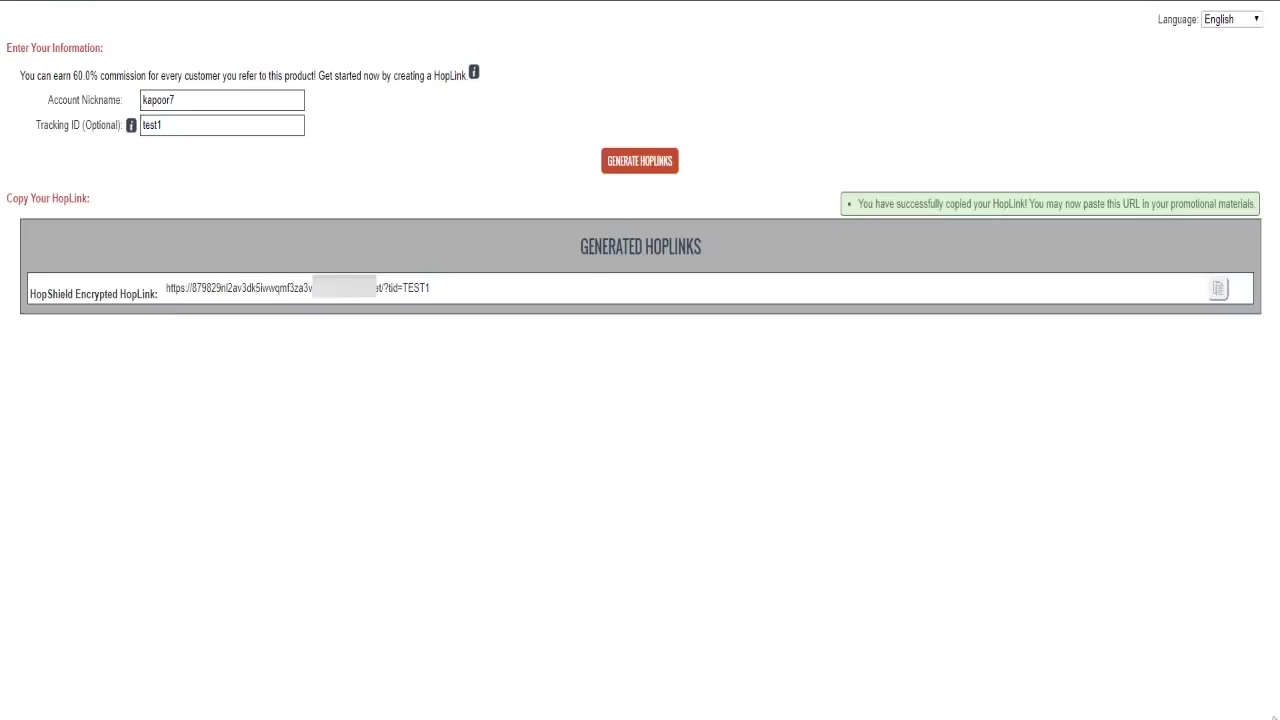 Language: English
Enter Your Information:
You can earn 60.0% commission for every customer you refer to this product! Get started now by creating a HopLink.
Account Nickname: kapoor7
Tracking ID (Optional): test1
GENERATE HOPLINKS
Copy Your HopLink:
You have successfully copied your HopLink! You may now paste this URL in your promotional materials.
GENERATED HOPLINKS
HopShield Encrypted HopLink: https://879829nl2av3dk5iwwqmf3za3v et/?tid=TEST1